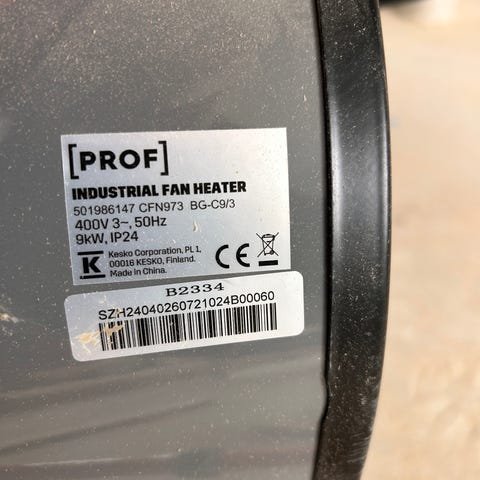 [PROF]
INDUSTRIAL FAN HEATER
501986147 CFN973 BG-C9/3
400V 3~, 50Hz
9kW, IP24
K
Kesko Corporation, PL 1,
00016 KESKO, Finland.
Made in China.
CE
B2334
SZH24040260721024B00060